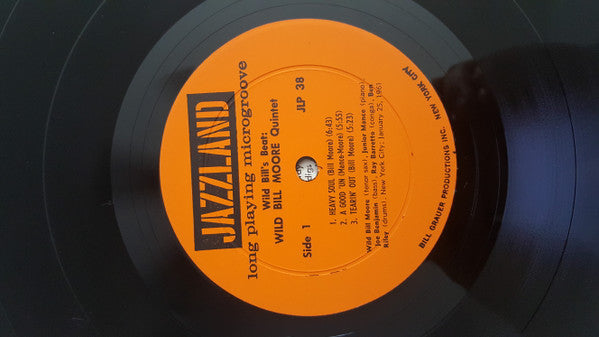 JAZZLAND
long playing microgroove
Wild Bill's Beat:
WILD BILL MOORE Quintet
Side 1
JLP 38
1. HEAVY SOUL (Bill Moore) (6:43)
2. A GOOD 'UN (Mance-Moore) (5:55)
3. TEARIN' OUT (Bill Moore) (5:23)
Wild Bill Moore (tenor sax), Junior Mance (piano),
Joe Benjamin (bass), Ray Barretto (conga), Ben
Riley (drums). New York City; January 25, 1961
BILL GRAUER PRODUCTIONS INC. NEW YORK CITY